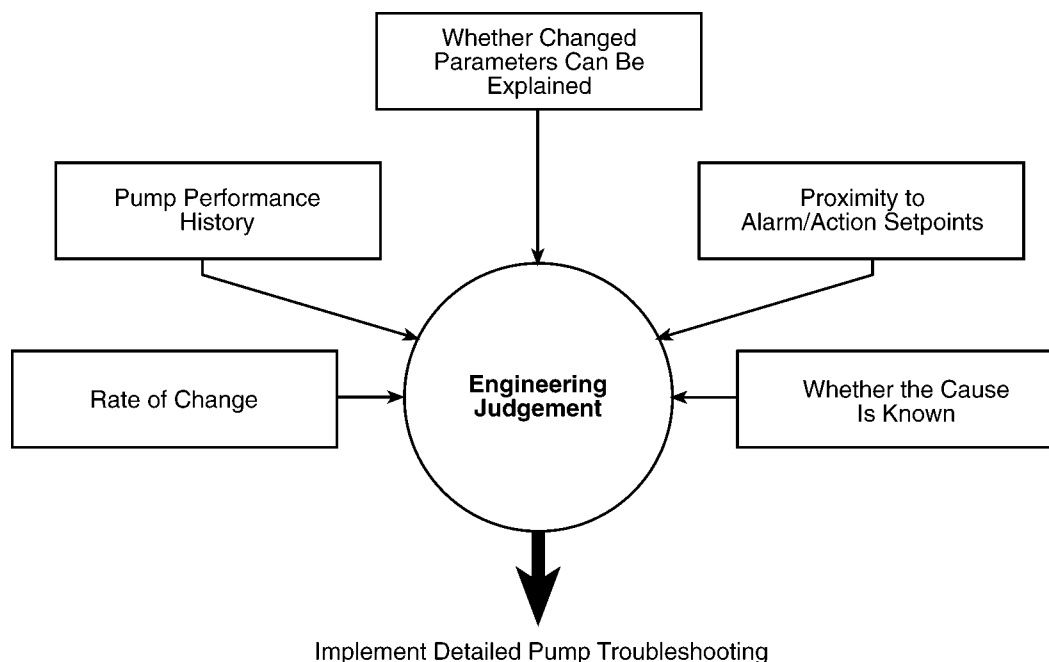 Whether Changed
Parameters Can Be
Explained
Pump Performance
History
Proximity to
Alarm/Action Setpoints
Rate of Change
Engineering
Judgement
Whether the Cause
Is Known
Implement Detailed Pump Troubleshooting